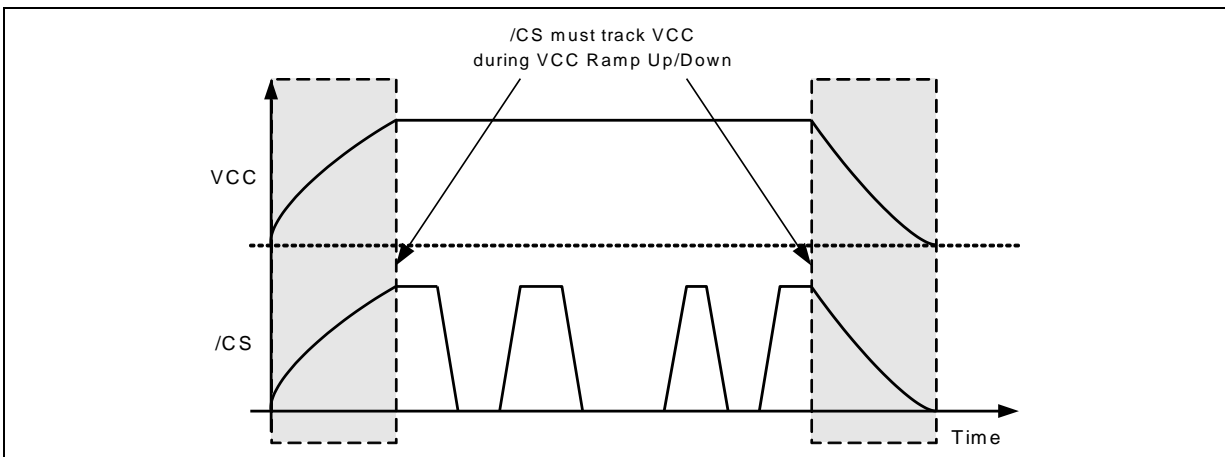 /CS must track VCC
during VCC Ramp Up/Down
VCC
/CS
Time